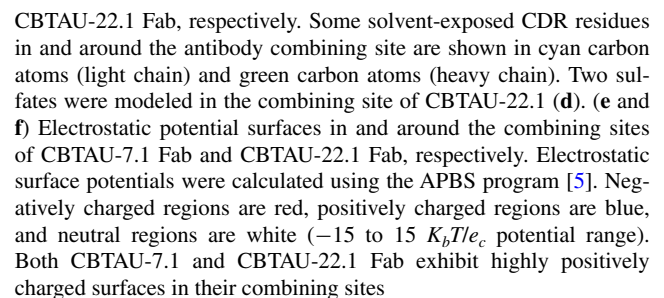 CBTAU-22.1 Fab, respectively. Some solvent-exposed CDR residues
in and around the antibody combining site are shown in cyan carbon
atoms (light chain) and green carbon atoms (heavy chain). Two sul-
fates were modeled in the combining site of CBTAU-22.1 (d). (e and
f) Electrostatic potential surfaces in and around the combining sites
of CBTAU-7.1 Fab and CBTAU-22.1 Fab, respectively. Electrostatic
surface potentials were calculated using the APBS program [5]. Neg-
atively charged regions are red, positively charged regions are blue,
and neutral regions are white (−15 to 15 KbT/ec potential range).
Both CBTAU-7.1 and CBTAU-22.1 Fab exhibit highly positively
charged surfaces in their combining sites